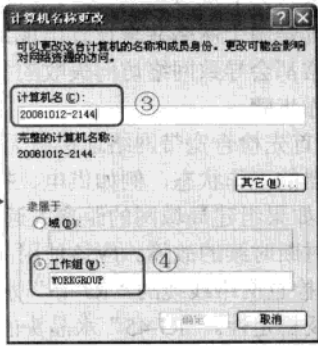 计算机名称更改
可以更改这台计算机的名称和成员身份。更改可能会影响
对网络资源的访问。
计算机名(C):
③
20081012-2144
完整的计算机名称:
20081012-2144.
其它(M)...
隶属于
域(D):
工作组(W):
④
WORKGROUP
确定
取消